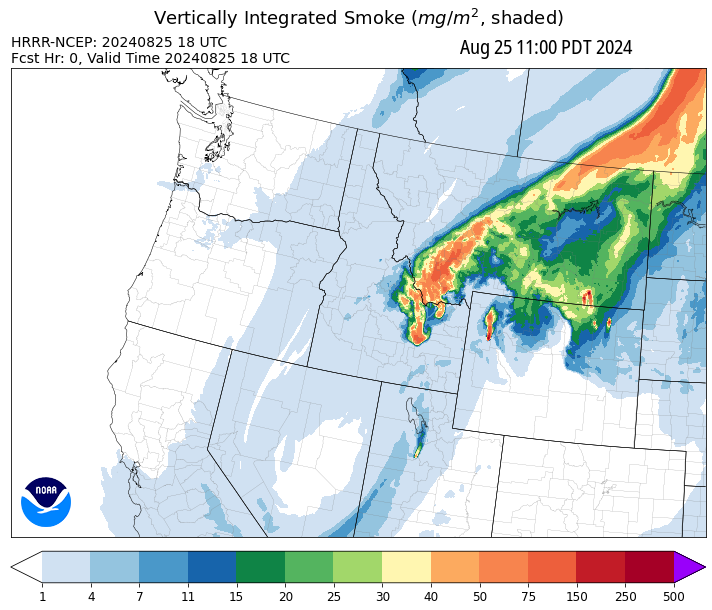 Vertically Integrated Smoke (mg/m², shaded)
HRRR-NCEP: 20240825 18 UTC
Fcst Hr: 0, Valid Time 20240825 18 UTC
Aug 25 11:00 PDT 2024
NOAA
1 4 7 11 15 20 25 30 40 50 75 150 250 500